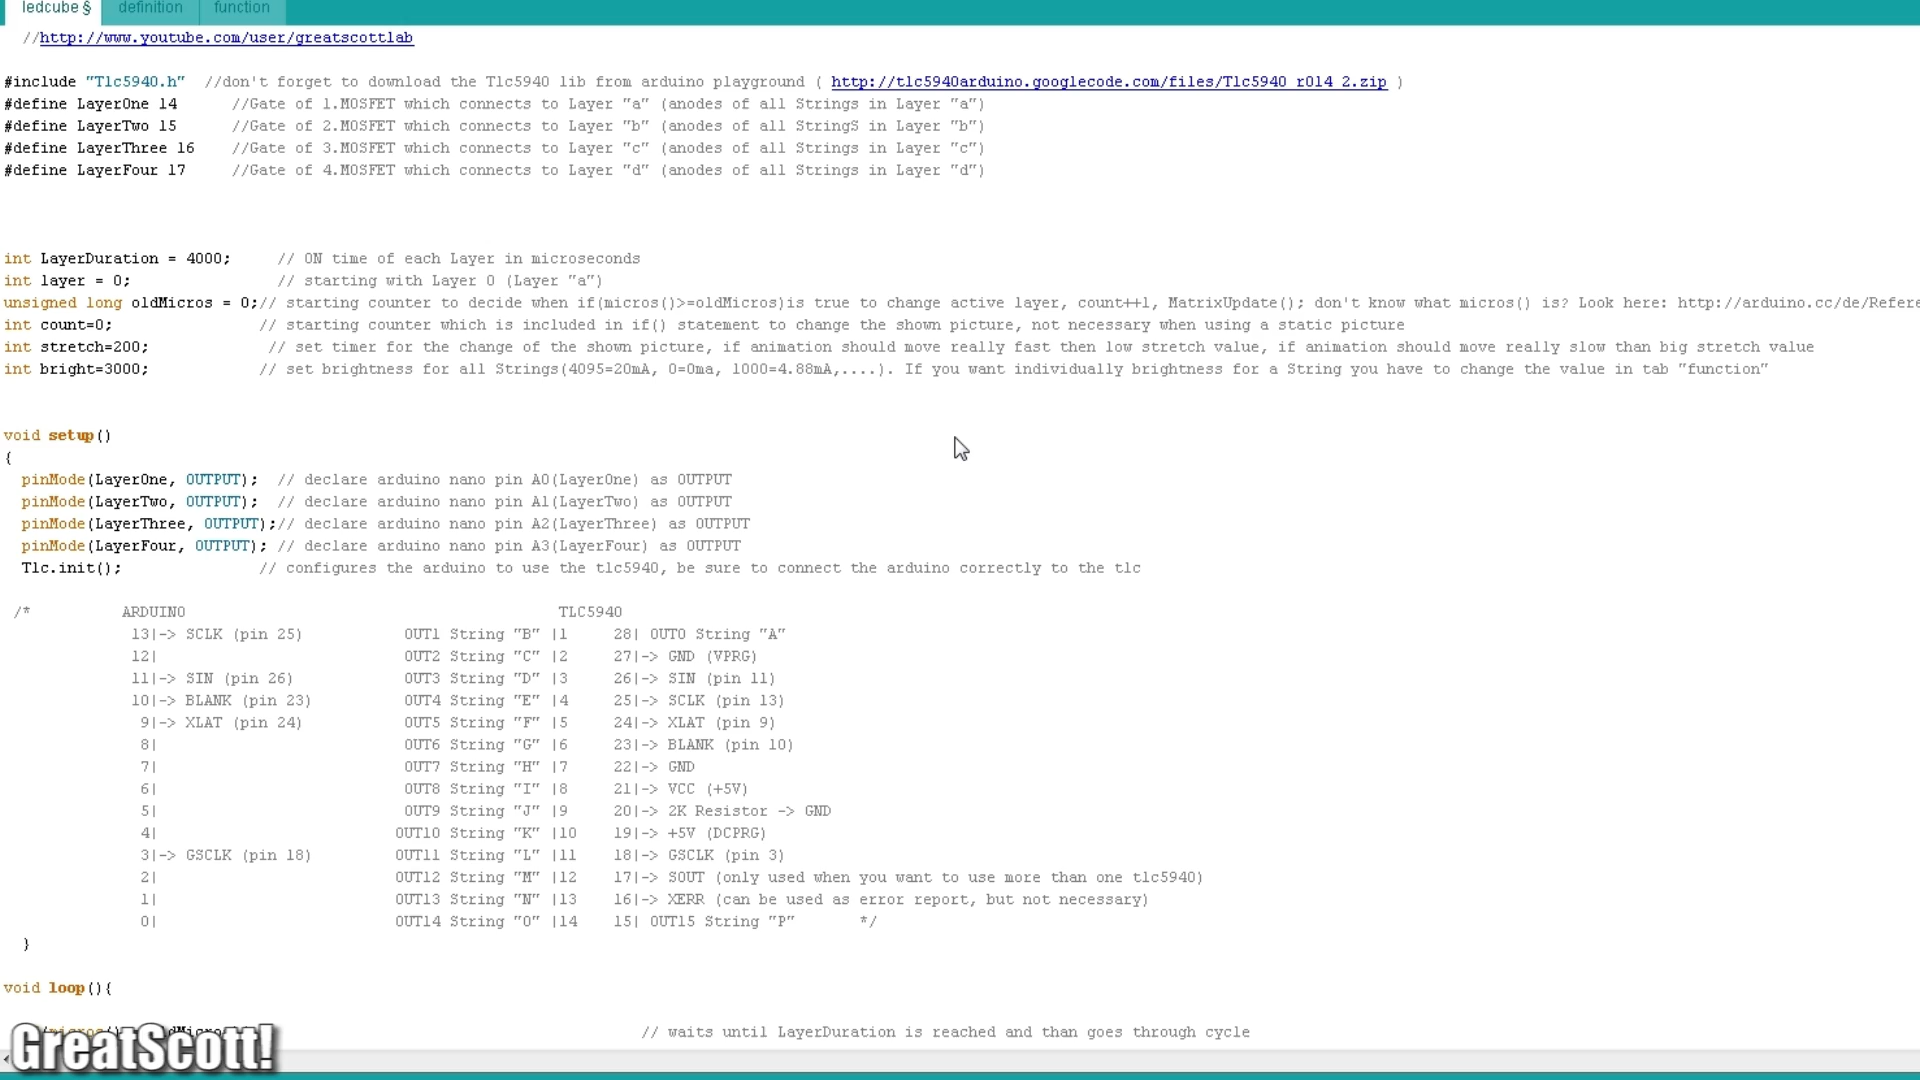 ledcube § definition function
//http://www.youtube.com/user/greatscottlab
#include "Tlc5940.h" //don't forget to download the Tlc5940 lib from arduino playground ( http://tlc5940arduino.googlecode.com/files/Tlc5940_r014_2.zip )
#define LayerOne 14 //Gate of 1.MOSFET which connects to Layer "a" (anodes of all Strings in Layer "a")
#define LayerTwo 15 //Gate of 2.MOSFET which connects to Layer "b" (anodes of all StringS in Layer "b")
#define LayerThree 16 //Gate of 3.MOSFET which connects to Layer "c" (anodes of all Strings in Layer "c")
#define LayerFour 17 //Gate of 4.MOSFET which connects to Layer "d" (anodes of all Strings in Layer "d")
int LayerDuration = 4000; // ON time of each Layer in microseconds
int layer = 0; // starting with Layer 0 (Layer "a")
unsigned long oldMicros = 0;// starting counter to decide when if(micros()>=oldMicros)is true to change active layer, count++1, MatrixUpdate(); don't know what micros() is? Look here: http://arduino.cc/de/Refere
int count=0; // starting counter which is included in if() statement to change the shown picture, not necessary when using a static picture
int stretch=200; // set timer for the change of the shown picture, if animation should move really fast then low stretch value, if animation should move really slow than big stretch value
int bright=3000; // set brightness for all Strings(4095=20mA, 0=0ma, 1000=4.88mA,....). If you want individually brightness for a String you have to change the value in tab "function"
void setup()
{
pinMode(LayerOne, OUTPUT); // declare arduino nano pin A0(LayerOne) as OUTPUT
pinMode(LayerTwo, OUTPUT); // declare arduino nano pin A1(LayerTwo) as OUTPUT
pinMode(LayerThree, OUTPUT);// declare arduino nano pin A2(LayerThree) as OUTPUT
pinMode(LayerFour, OUTPUT); // declare arduino nano pin A3(LayerFour) as OUTPUT
Tlc.init(); // configures the arduino to use the tlc5940, be sure to connect the arduino correctly to the tlc
/* ARDUINO TLC5940
13|-> SCLK (pin 25) OUT1 String "B" |1 28| OUT0 String "A"
12| OUT2 String "C" |2 27|-> GND (VPRG)
11|-> SIN (pin 26) OUT3 String "D" |3 26|-> SIN (pin 11)
10|-> BLANK (pin 23) OUT4 String "E" |4 25|-> SCLK (pin 13)
9|-> XLAT (pin 24) OUT5 String "F" |5 24|-> XLAT (pin 9)
8| OUT6 String "G" |6 23|-> BLANK (pin 10)
7| OUT7 String "H" |7 22|-> GND
6| OUT8 String "I" |8 21|-> VCC (+5V)
5| OUT9 String "J" |9 20|-> 2K Resistor -> GND
4| OUT10 String "K" |10 19|-> +5V (DCPRG)
3|-> GSCLK (pin 18) OUT11 String "L" |11 18|-> GSCLK (pin 3)
2| OUT12 String "M" |12 17|-> SOUT (only used when you want to use more than one tlc5940)
1| OUT13 String "N" |13 16|-> XERR (can be used as error report, but not necessary)
0| OUT14 String "O" |14 15| OUT15 String "P" */
}
void loop(){
// waits until LayerDuration is reached and than goes through cycle
GreatScott!